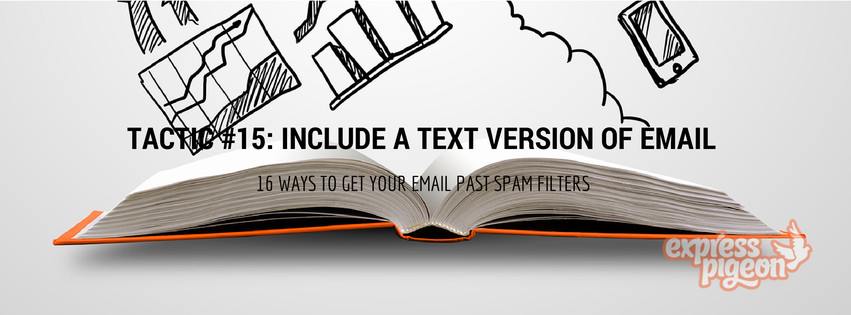 TACTIC #15: INCLUDE A TEXT VERSION OF EMAIL
16 WAYS TO GET YOUR EMAIL PAST SPAM FILTERS
express
pigeon